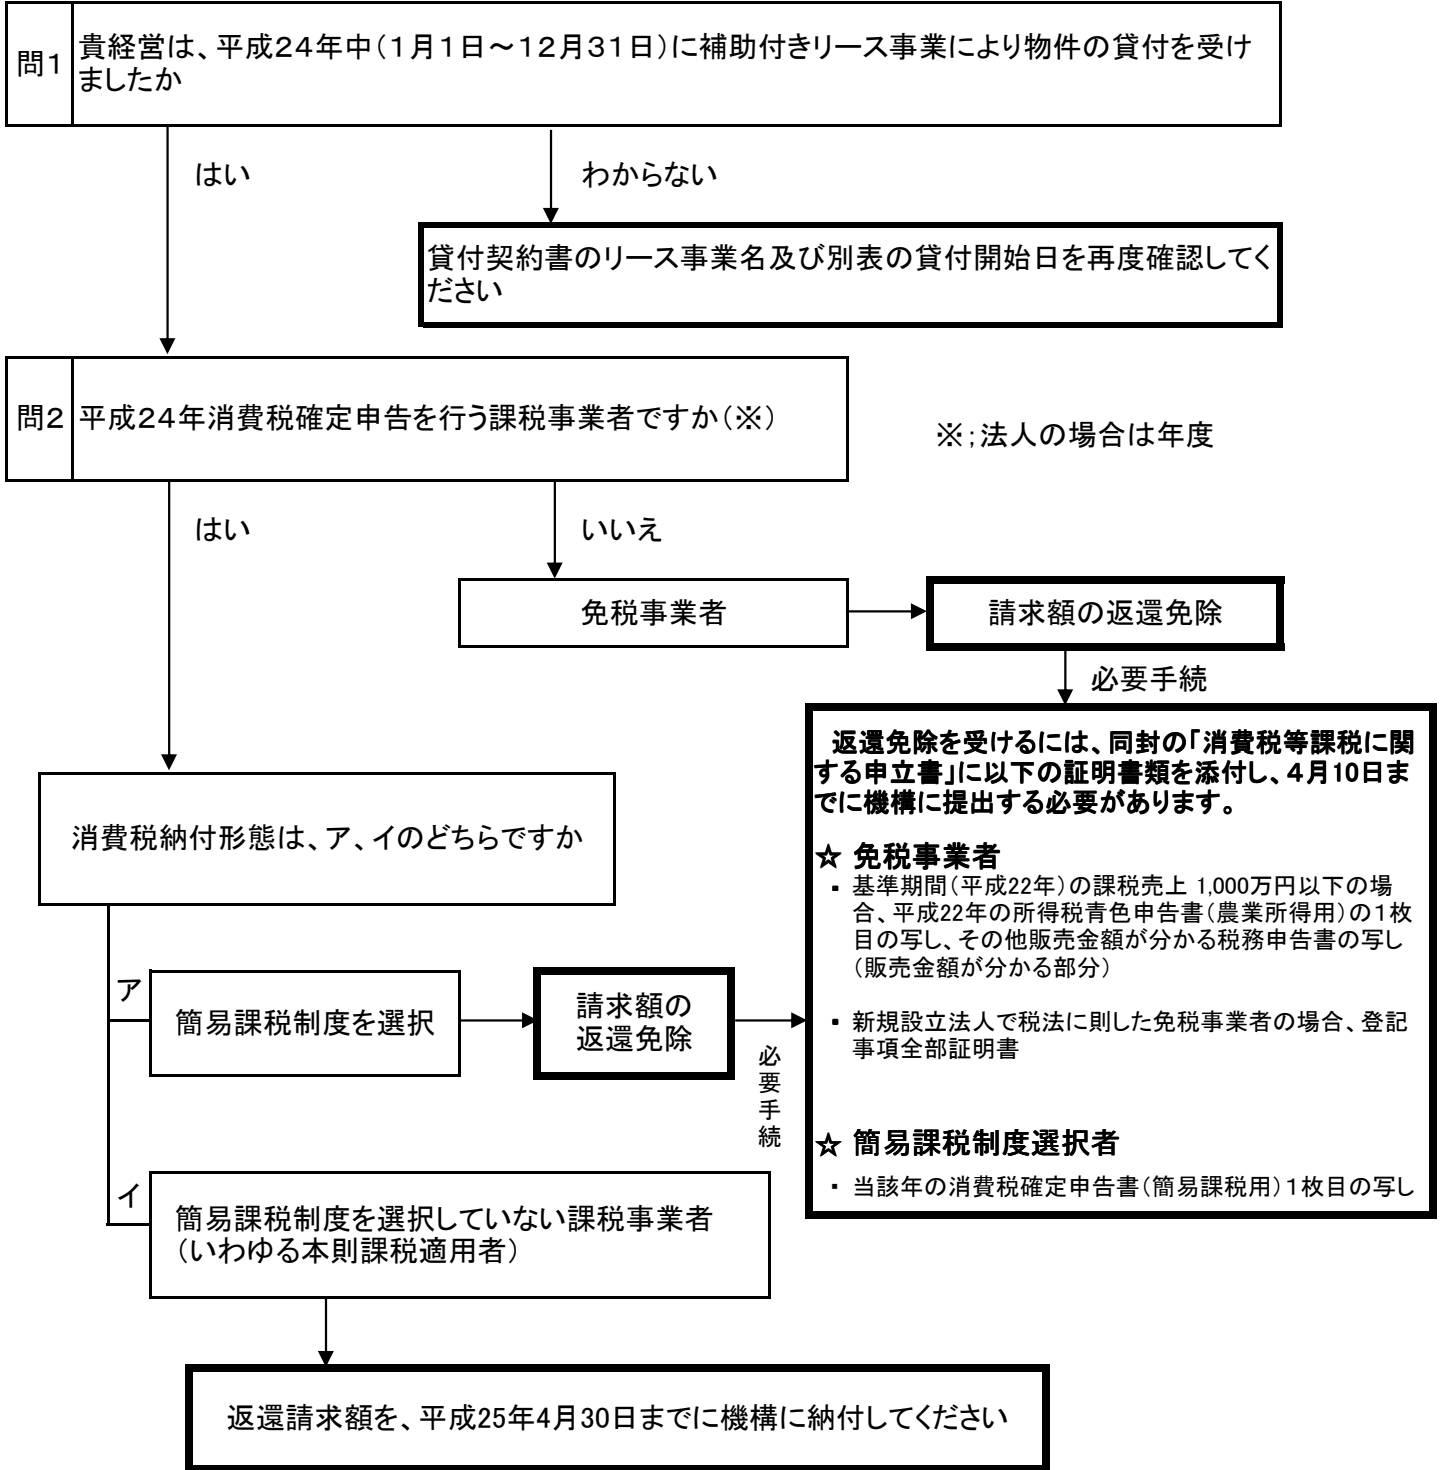 問1
貴経営は、平成24年中(1月1日～12月31日)に補助付きリース事業により物件の貸付を受け
ましたか
はい
わからない
貸付契約書のリース事業名及び別表の貸付開始日を再度確認してく
ださい
問2
平成24年消費税確定申告を行う課税事業者ですか(※)
※;法人の場合は年度
はい
いいえ
免税事業者
請求額の返還免除
必要手続
消費税納付形態は、ア、イのどちらですか
返還免除を受けるには、同封の「消費税等課税に関
する申立書」に以下の証明書類を添付し、4月10日ま
でに機構に提出する必要があります。
☆ 免税事業者
▪ 基準期間(平成22年)の課税売上 1,000万円以下の場
合、平成22年の所得税青色申告書(農業所得用)の1枚
目の写し、その他販売金額が分かる税務申告書の写し
(販売金額が分かる部分)
▪ 新規設立法人で税法に則した免税事業者の場合、登記
事項全部証明書
☆ 簡易課税制度選択者
▪ 当該年の消費税確定申告書(簡易課税用)1枚目の写し
ア
簡易課税制度を選択
請求額の
返還免除
必要手続
イ
簡易課税制度を選択していない課税事業者
(いわゆる本則課税適用者)
返還請求額を、平成25年4月30日までに機構に納付してください